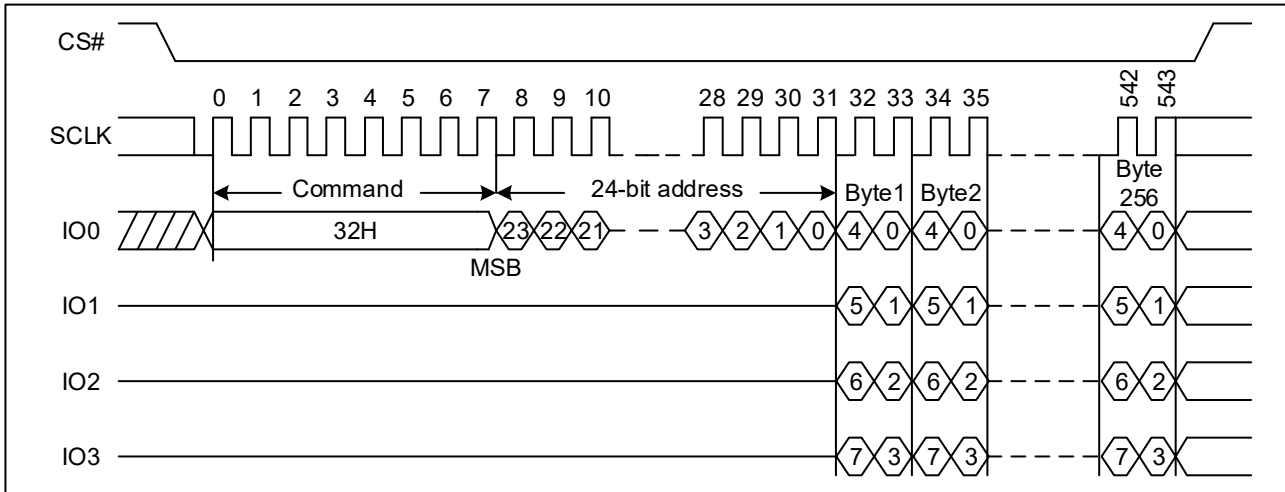 CS#
0 1 2 3 4 5 6 7 8 9 10 28 29 30 31 32 33 34 35 542 543
SCLK
Command 24-bit address Byte1 Byte2 Byte
256
IO0 32H 23 22 21 3 2 1 0 4 0 4 0 4 0
MSB
IO1 5 1 5 1 5 1
IO2 6 2 6 2 6 2
IO3 7 3 7 3 7 3